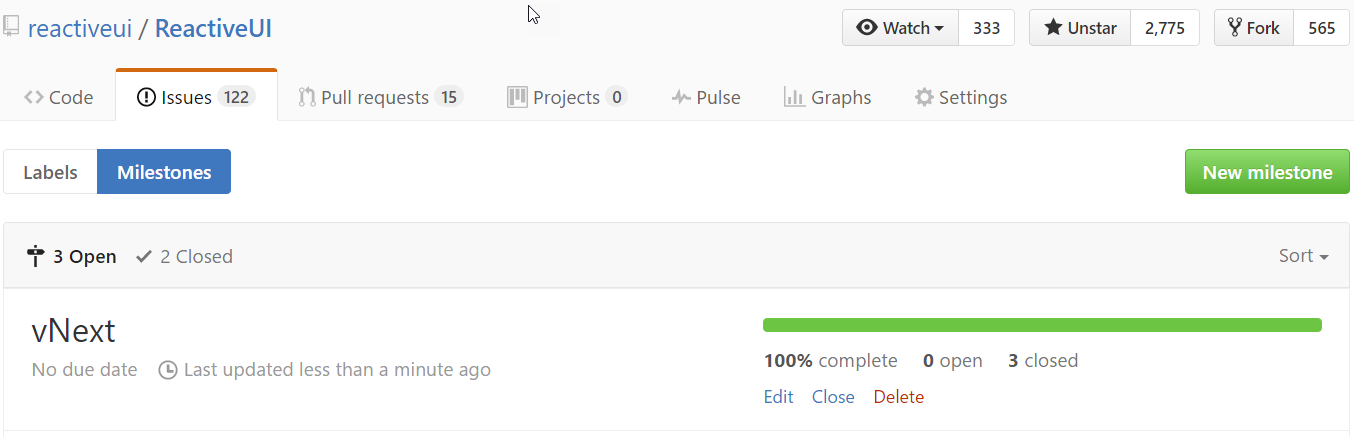 reactiveui / ReactiveUI Watch 333 Unstar 2,775 Fork 565
Code Issues 122 Pull requests 15 Projects 0 Pulse Graphs Settings
Labels Milestones New milestone
3 Open 2 Closed Sort
vNext
No due date Last updated less than a minute ago
100% complete 0 open 3 closed
Edit Close Delete